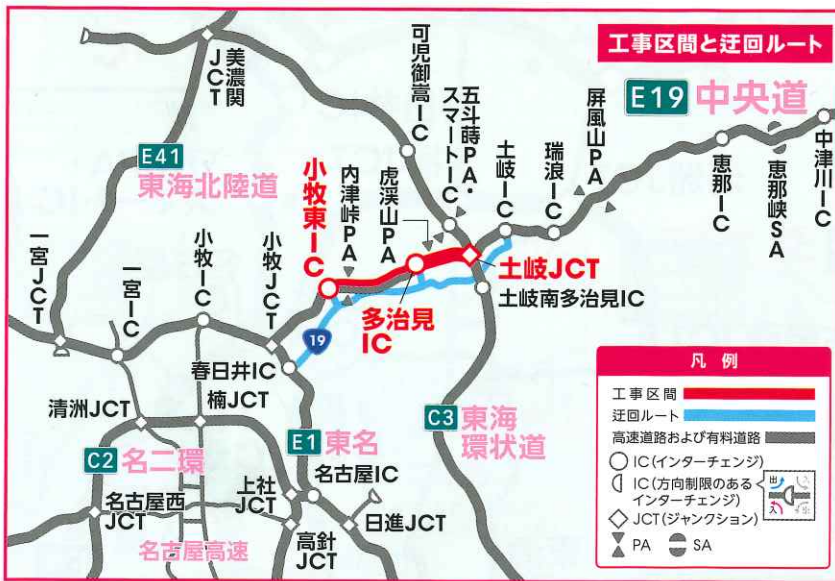 工事区間と迂回ルート
E19 中央道
美濃関JCT
可児御嵩IC
五斗蒔PA・スマートIC
土岐IC
瑞浪IC
屏風山PA
恵那IC
恵那峡SA
中津川IC
E41
東海北陸道
小牧東IC
内津峠PA
虎渓山PA
一宮JCT
一宮IC
小牧IC
小牧JCT
土岐JCT
多治見IC
土岐南多治見IC
19
春日井IC
清洲JCT
楠JCT
C2 名二環
E1 東名
C3 東海環状道
名古屋西JCT
上社JCT
名古屋IC
日進JCT
高針JCT
名古屋高速
凡例
工事区間
迂回ルート
高速道路および有料道路
IC(インターチェンジ)
IC(方向制限のあるインターチェンジ)
出 入
入 出
JCT(ジャンクション)
PA SA